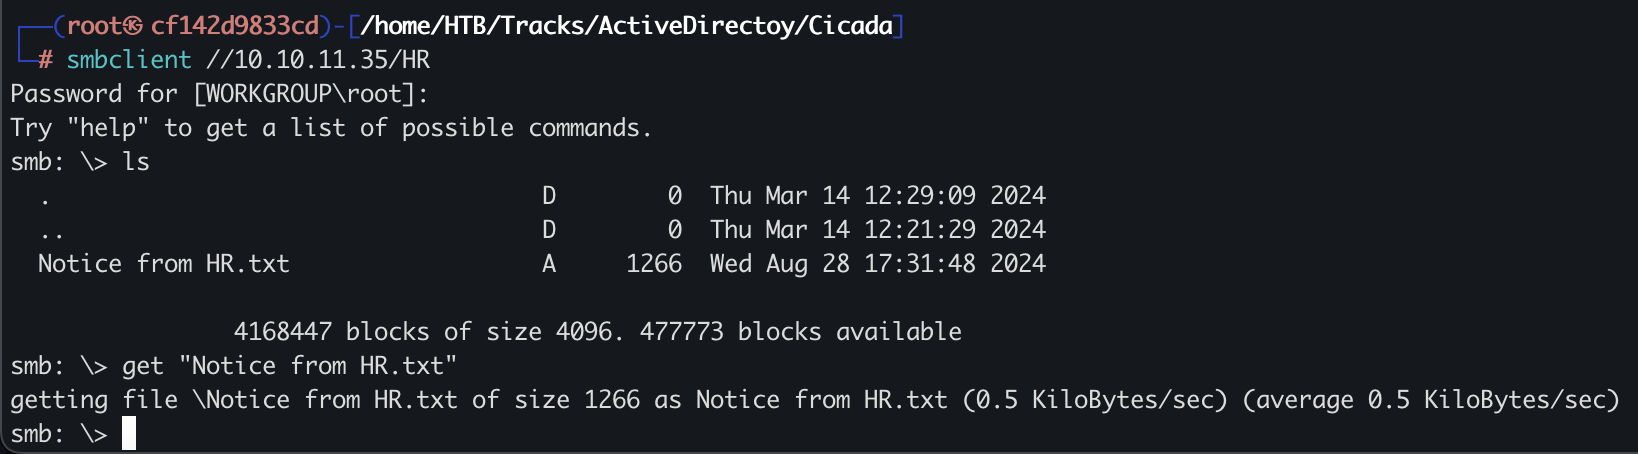 ┌──(root㉿cf142d9833cd)-[/home/HTB/Tracks/ActiveDirectoy/Cicada]
└─# smbclient //10.10.11.35/HR
Password for [WORKGROUP\root]:
Try "help" to get a list of possible commands.
smb: \> ls
  .                                   D        0  Thu Mar 14 12:29:09 2024
  ..                                  D        0  Thu Mar 14 12:21:29 2024
  Notice from HR.txt                  A     1266  Wed Aug 28 17:31:48 2024
                4168447 blocks of size 4096. 477773 blocks available
smb: \> get "Notice from HR.txt"
getting file \Notice from HR.txt of size 1266 as Notice from HR.txt (0.5 KiloBytes/sec) (average 0.5 KiloBytes/sec)
smb: \>